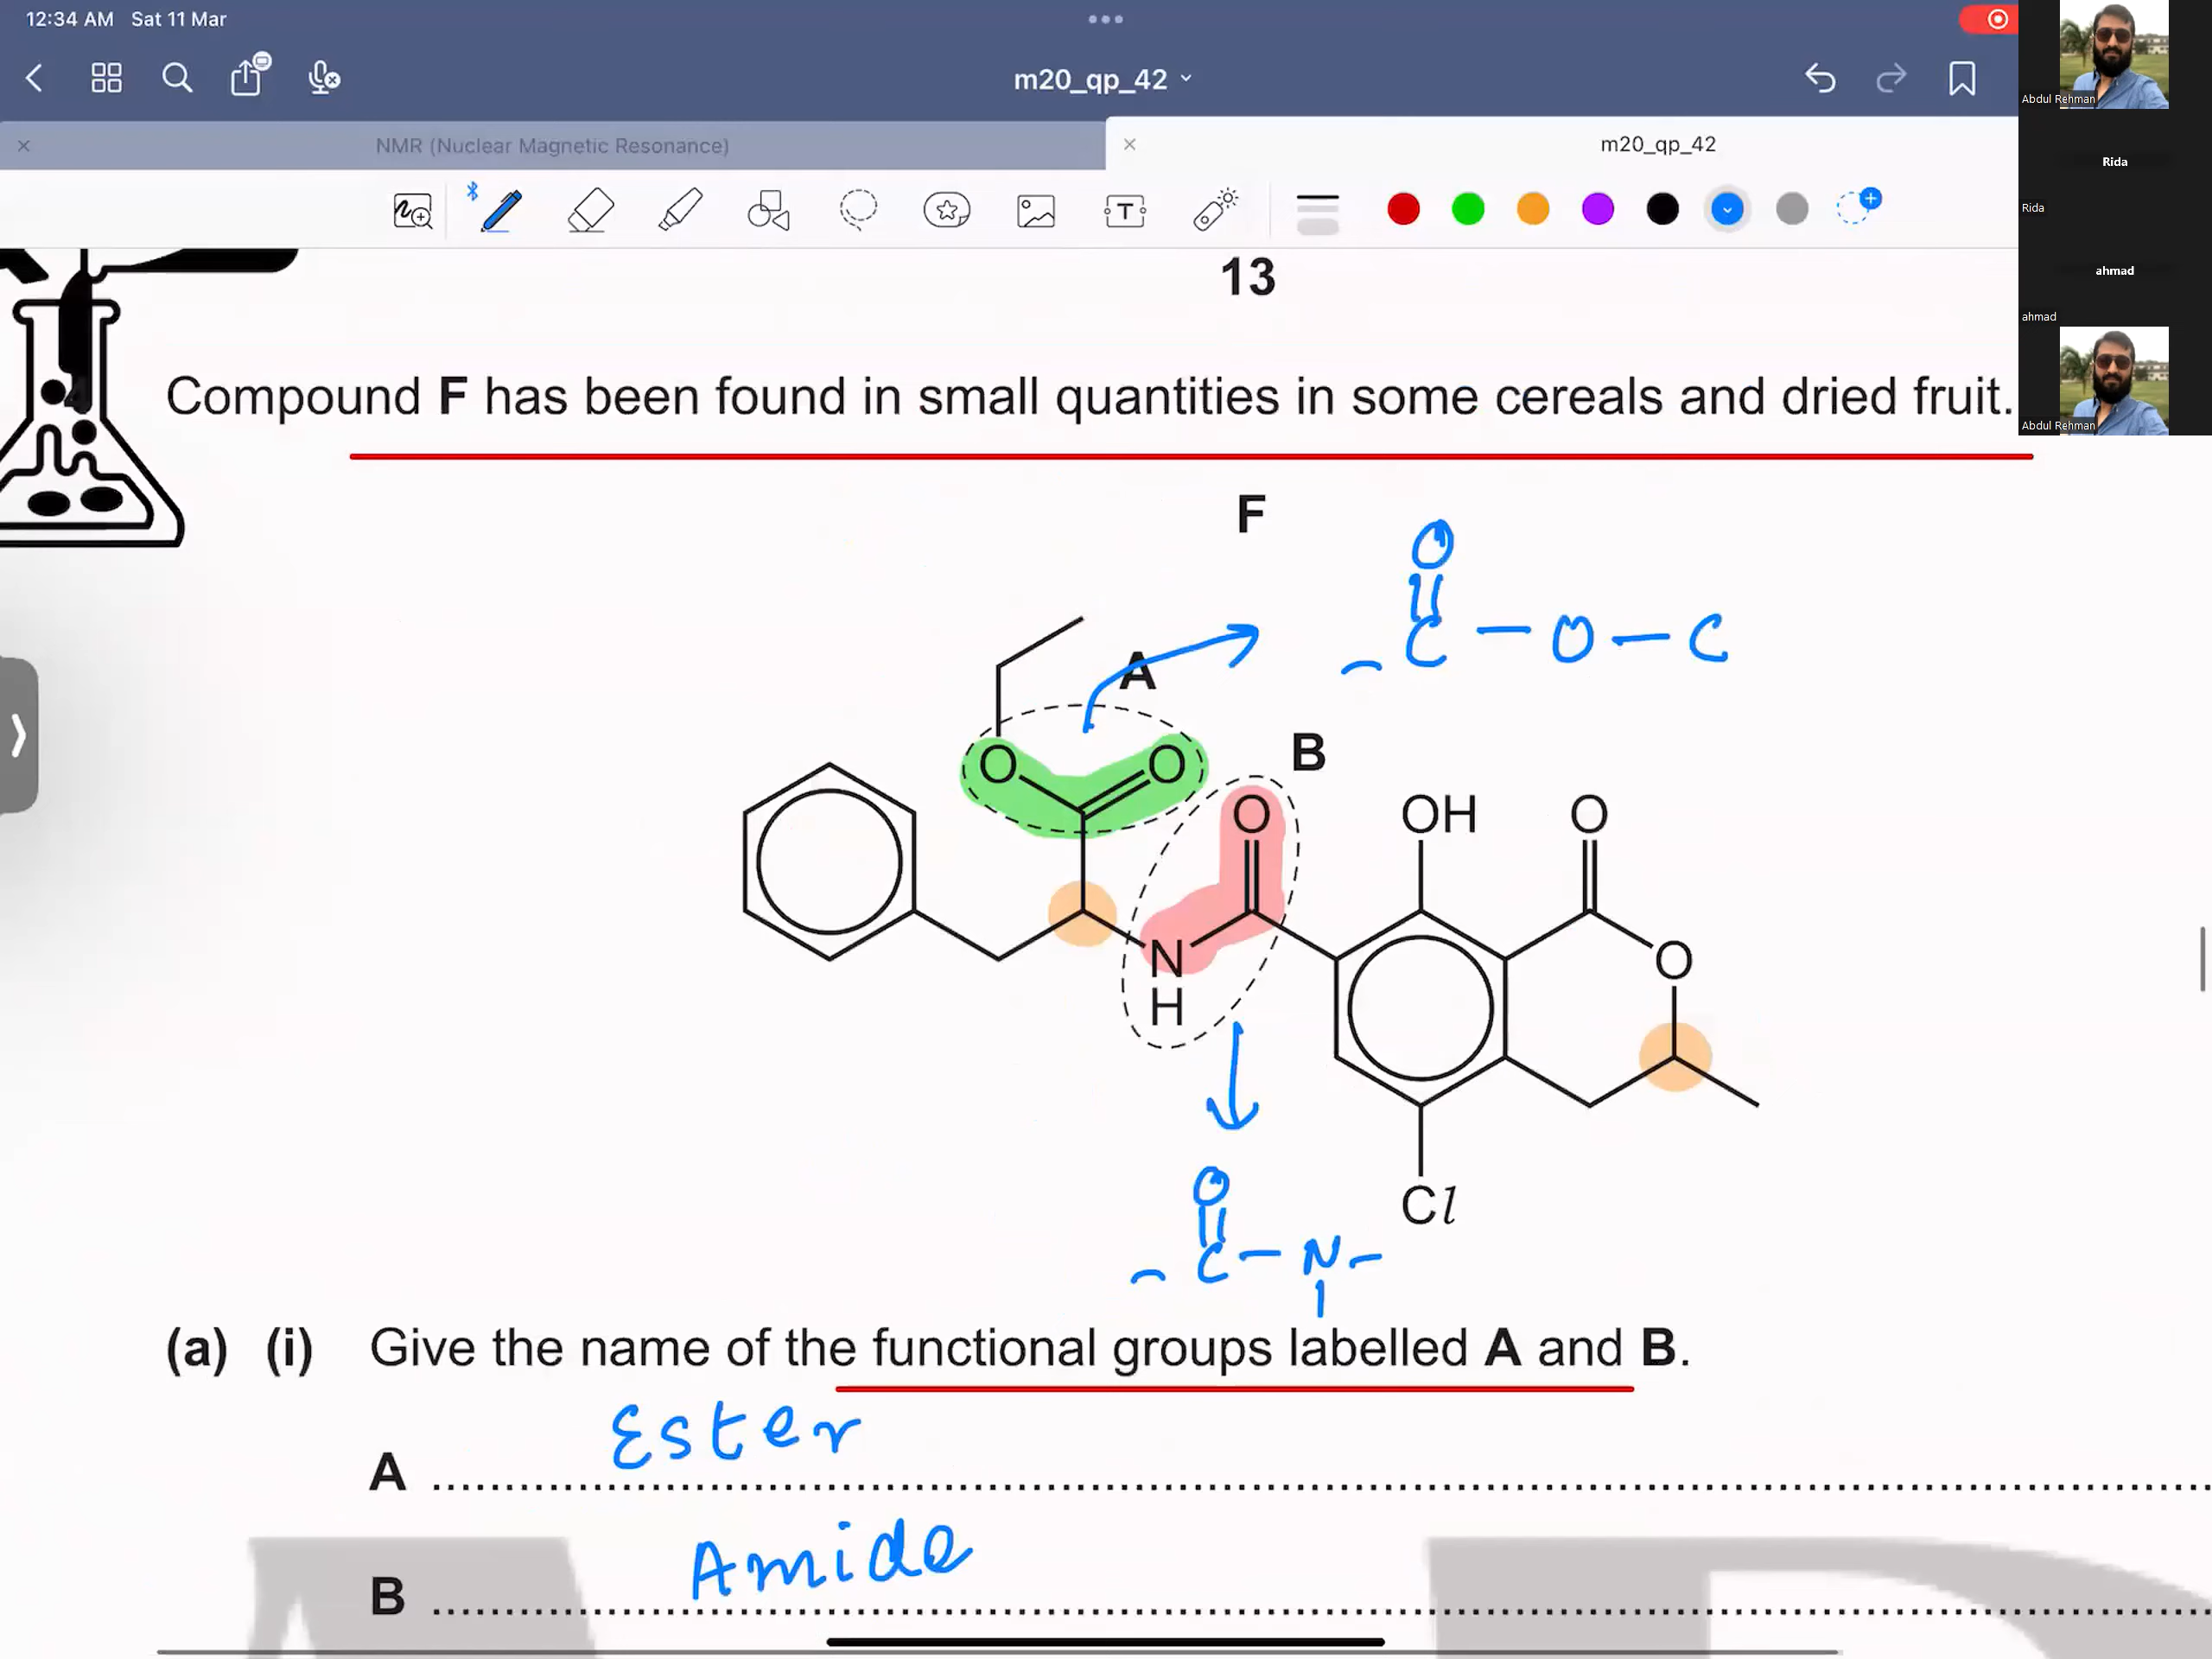 12:34 AM Sat 11 Mar
m20_qp_42
NMR (Nuclear Magnetic Resonance)
m20_qp_42
T
Abdul Rehman
Rida
Rida
ahmad
ahmad
Abdul Rehman
13
4 Compound F has been found in small quantities in some cereals and dried fruit.
F
O
- C - O - C
A
B
O O
O OH O
N
H
O
Cl
O
- C - N -
(a) (i) Give the name of the functional groups labelled A and B.
Ester
A
Amide
B